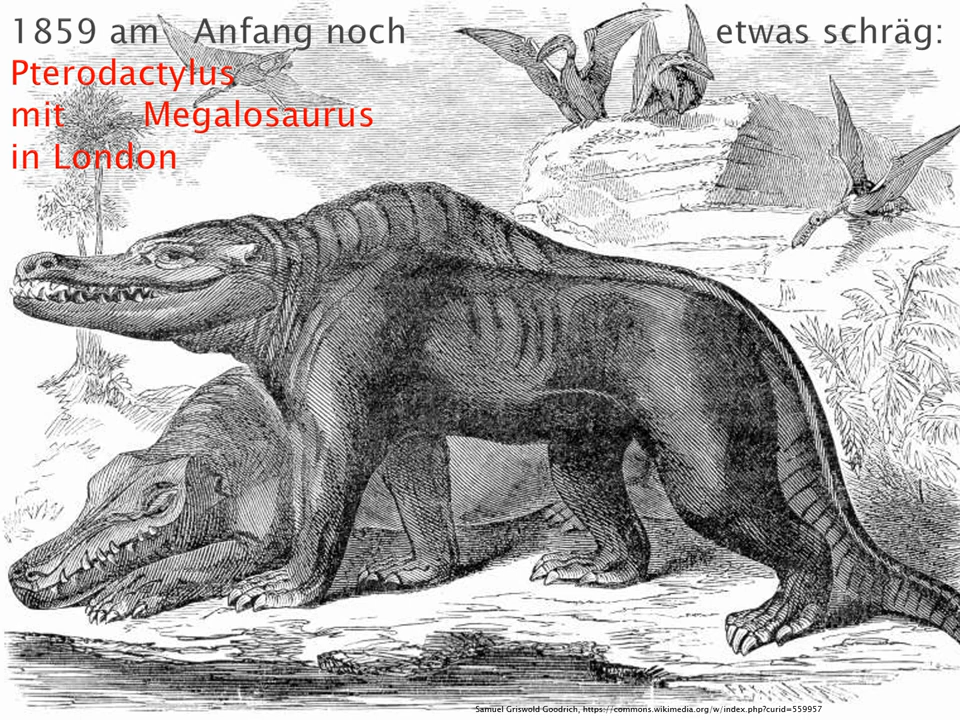 1859 am Anfang noch etwas schräg:
Pterodactylus
mit Megalosaurus
in London
Samuel Griswold Goodrich, https://commons.wikimedia.org/w/index.php?curid=559957